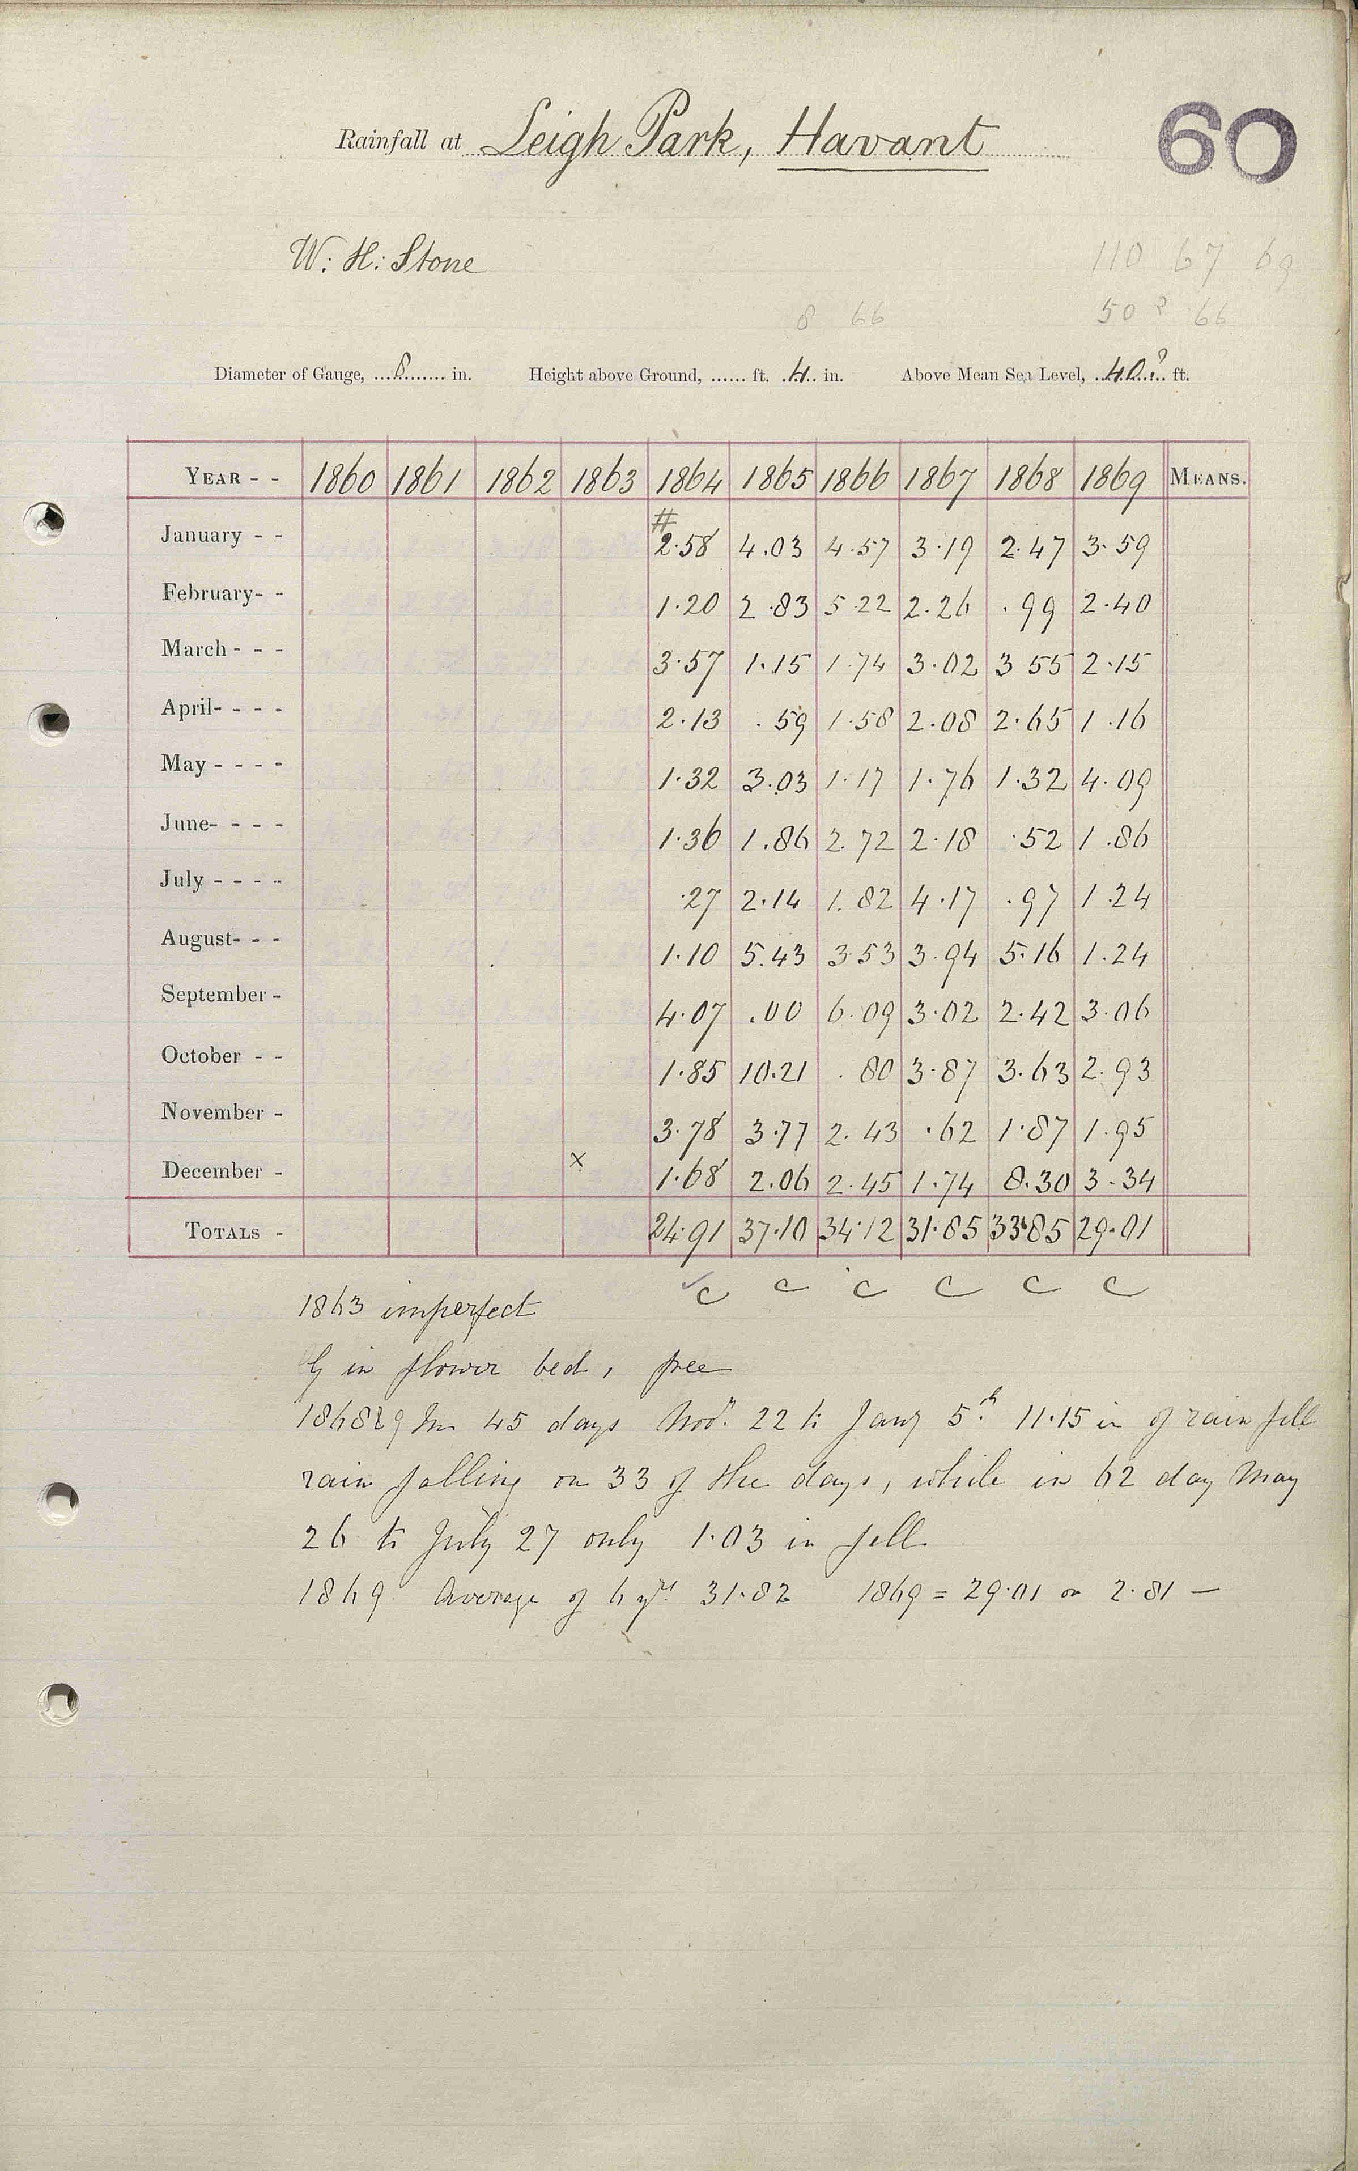 Rainfall at Leigh Park, Havant
60
W: H: Stone
110 67 69
8 66 50? 66
Diameter of Gauge, 8 in. Height above Ground, ...... ft. 4 in. Above Mean Sea Level, 40? ft.
YEAR - - 1860 1861 1862 1863 1864 1865 1866 1867 1868 1869 MEANS.
#
January - - 2.58 4.03 4.57 3.19 2.47 3.59
February- - 1.20 2.83 5.22 2.26 .99 2.40
March - - - 3.57 1.15 1.74 3.02 3 55 2.15
April- - - - 2.13 .59 1.58 2.08 2.65 1.16
May - - - - 1.32 3.03 1.17 1.76 1.32 4.09
June- - - - 1.36 1.86 2.72 2.18 .52 1.86
July - - - - .27 2.14 1.82 4.17 .97 1.24
August- - - 1.10 5.43 3.53 3.94 5.16 1.24
September - 4.07 .00 6.09 3.02 2.42 3.06
October - - 1.85 10.21 .80 3.87 3.63 2.93
November - 3.78 3.77 2.43 .62 1.87 1.95
December - x 1.68 2.06 2.45 1.74 8.30 3.34
TOTALS - 24.91 37.10 34.12 31.85 33.85 29.01
c c c c c c
1863 imperfect
G in flower bed, free
1868&9 In 45 days Novr. 22 to Jany 5th 11.15 in of rain fell
rain falling on 33 of the days, while in 62 day May
26 to July 27 only 1.03 in fell
1869 Average of 6 yrs 31.82 1869 = 29.01 or 2.81 —